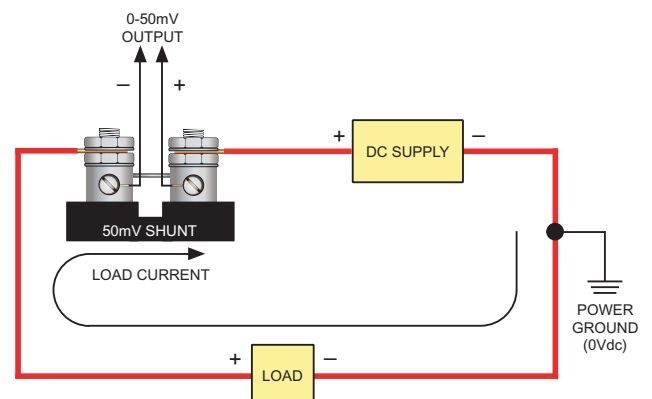 0-50mV
OUTPUT
– +
+ DC SUPPLY –
50mV SHUNT
LOAD CURRENT
POWER
GROUND
(0Vdc)
+ LOAD –